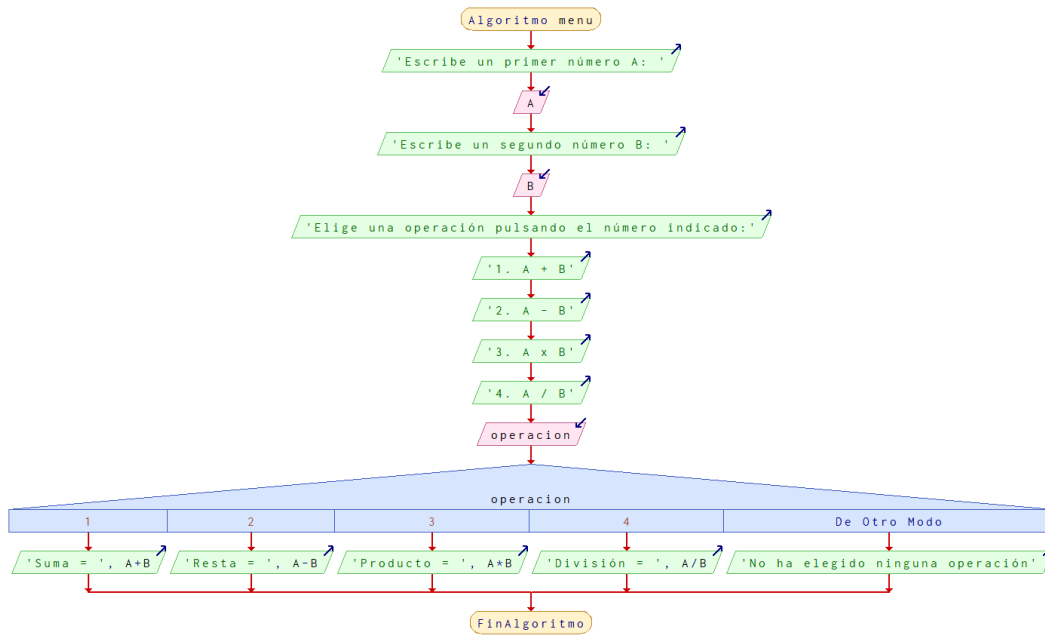 Algoritmo menu
'Escribe un primer número A: '
A
'Escribe un segundo número B: '
B
'Elige una operación pulsando el número indicado:'
'1. A + B'
'2. A - B'
'3. A x B'
'4. A / B'
operacion
operacion
1 2 3 4 De Otro Modo
'Suma = ', A+B 'Resta = ', A-B 'Producto = ', A*B 'División = ', A/B 'No ha elegido ninguna operación'
FinAlgoritmo